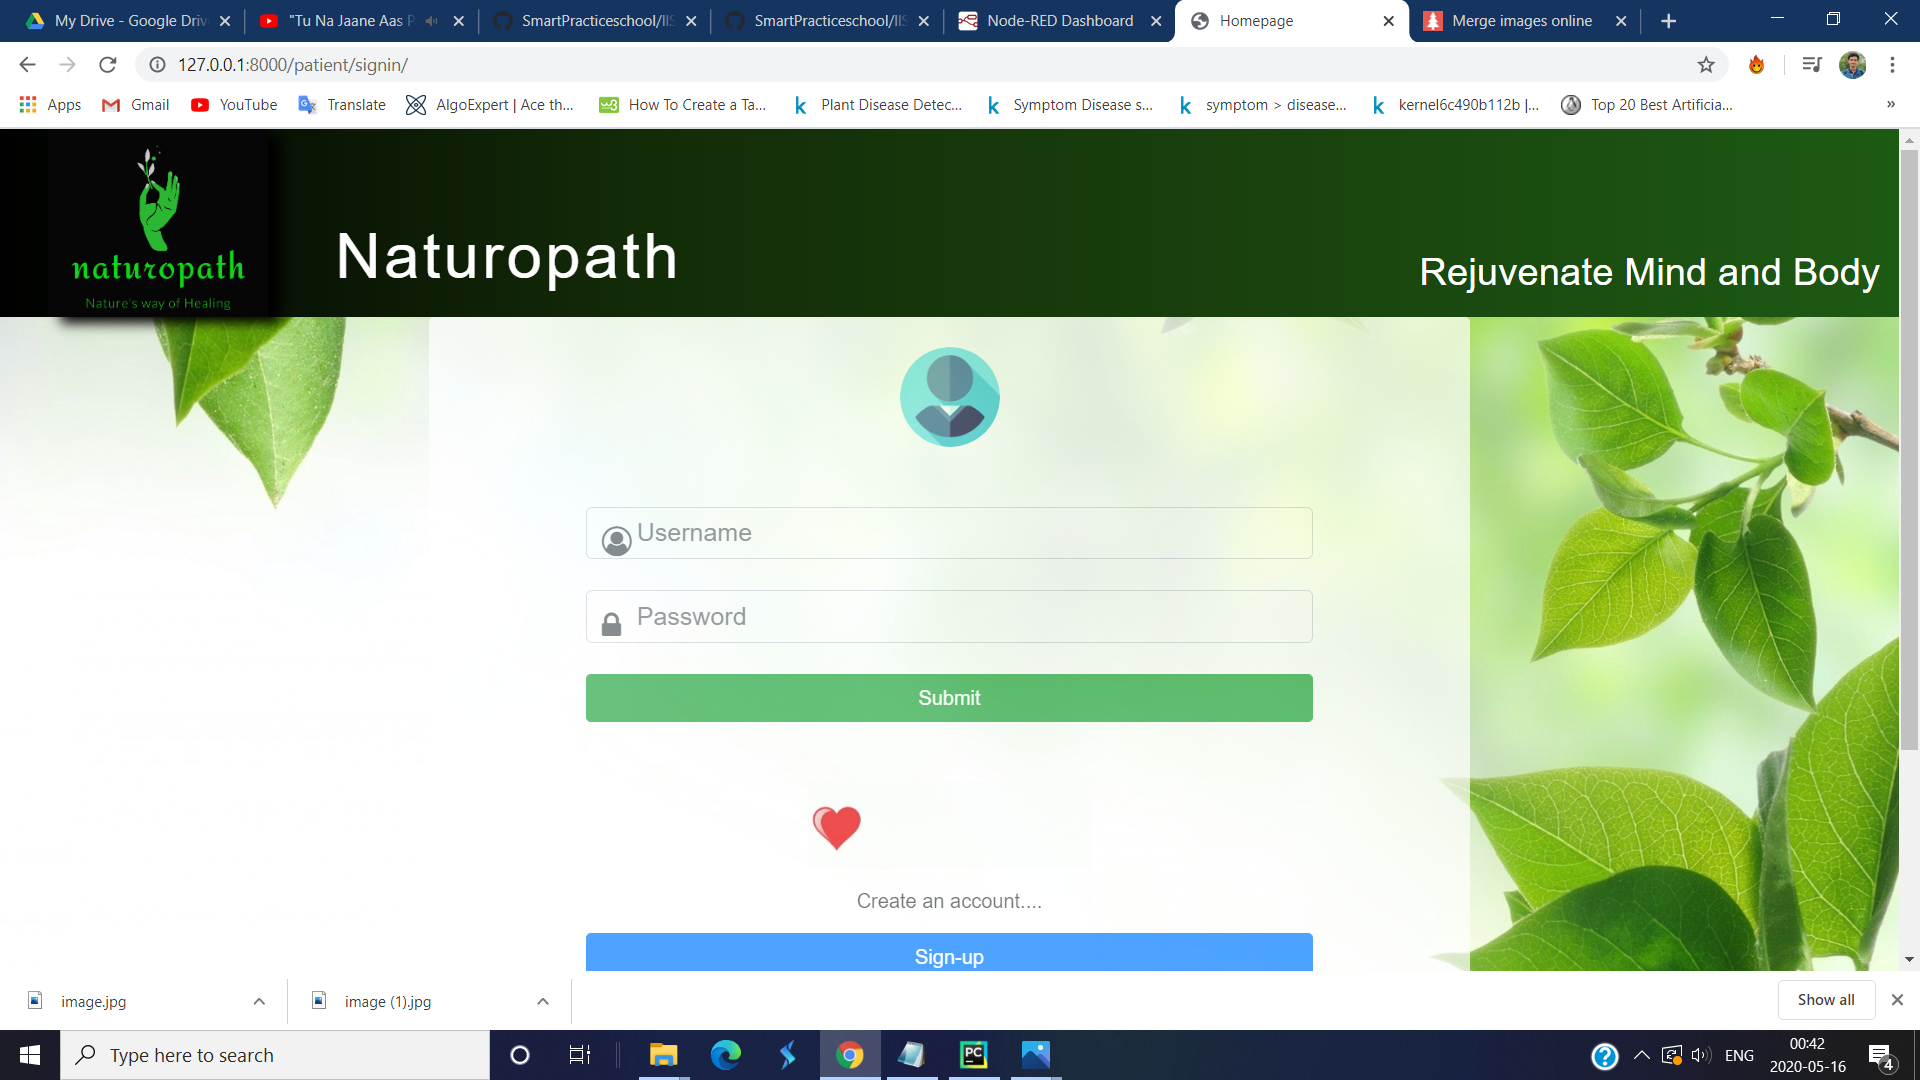 My Drive - Google Driv
"Tu Na Jaane Aas P
SmartPracticeschool/IIS
SmartPracticeschool/IIS
Node-RED Dashboard
Homepage
Merge images online
127.0.0.1:8000/patient/signin/
Apps
Gmail
YouTube
Translate
AlgoExpert | Ace th...
How To Create a Ta...
Plant Disease Detec...
Symptom Disease s...
symptom > disease...
kernel6c490b112b |...
Top 20 Best Artificia...
»
naturopath
Nature's way of Healing
Naturopath
Rejuvenate Mind and Body
Username
Password
Submit
Create an account....
Sign-up
image.jpg
image (1).jpg
Show all
Type here to search
ENG
00:42
2020-05-16
4